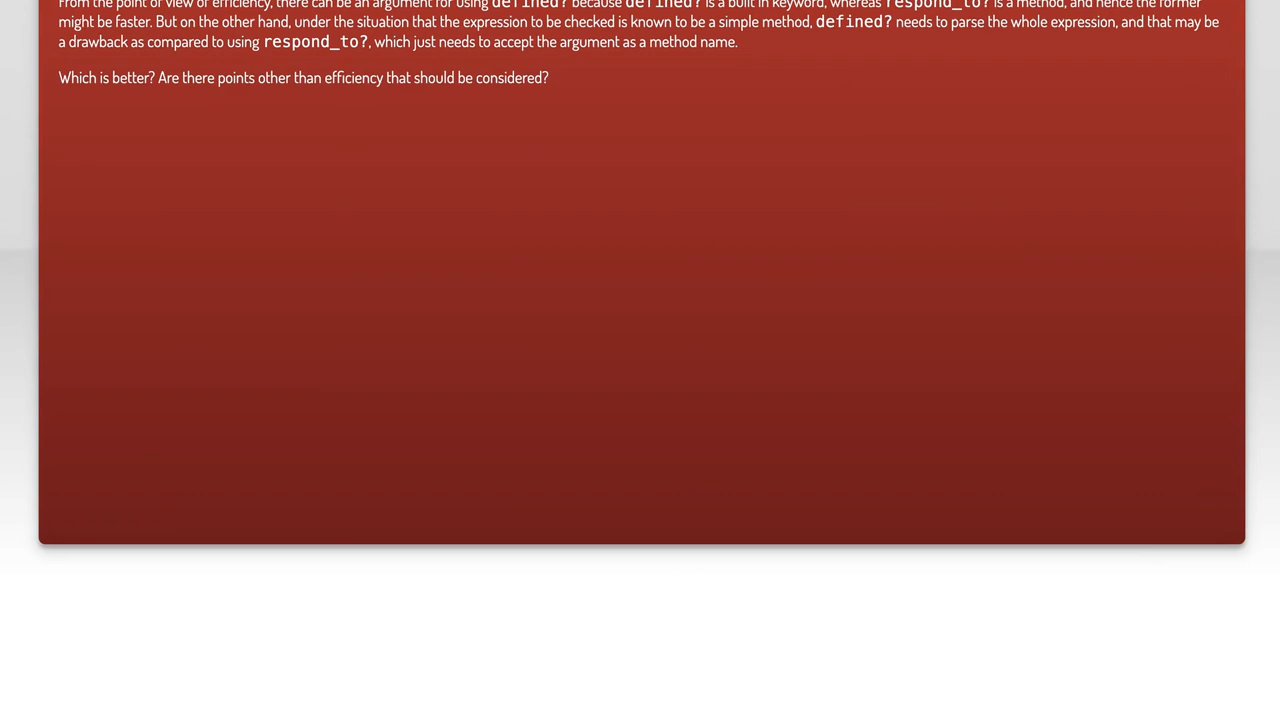 From the point of view of efficiency, there can be an argument for using defined? because defined? is a built in keyword, whereas respond_to? is a method, and hence the former
might be faster. But on the other hand, under the situation that the expression to be checked is known to be a simple method, defined? needs to parse the whole expression, and that may be
a drawback as compared to using respond_to?, which just needs to accept the argument as a method name.
Which is better? Are there points other than efficiency that should be considered?